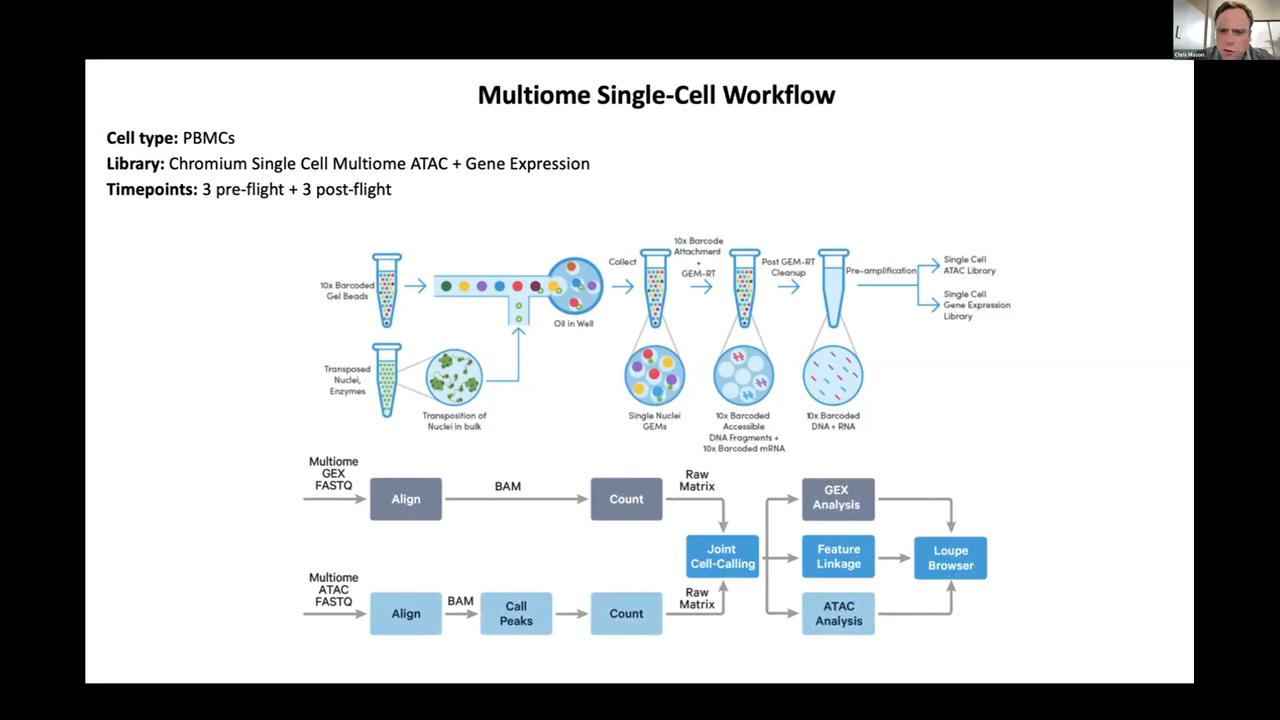 Chris Mason
Multiome Single-Cell Workflow
Cell type: PBMCs
Library: Chromium Single Cell Multiome ATAC + Gene Expression
Timepoints: 3 pre-flight + 3 post-flight
10x Barcoded
Gel Beads
Oil in Well
Collect
10x Barcode
Attachment
+
GEM-RT
Post GEM-RT
Cleanup
Pre-amplification
Single Cell
ATAC Library
Single Cell
Gene Expression
Library
Transposed
Nuclei,
Enzymes
Transposition of
Nuclei in bulk
Single Nuclei
GEMs
10x Barcoded
Accessible
DNA Fragments +
10x Barcoded mRNA
10x Barcoded
DNA + RNA
Multiome
GEX
FASTQ
Align
BAM
Count
Raw
Matrix
GEX
Analysis
Joint
Cell-Calling
Feature
Linkage
Loupe
Browser
Multiome
ATAC
FASTQ
Align
BAM
Call
Peaks
Count
Raw
Matrix
ATAC
Analysis